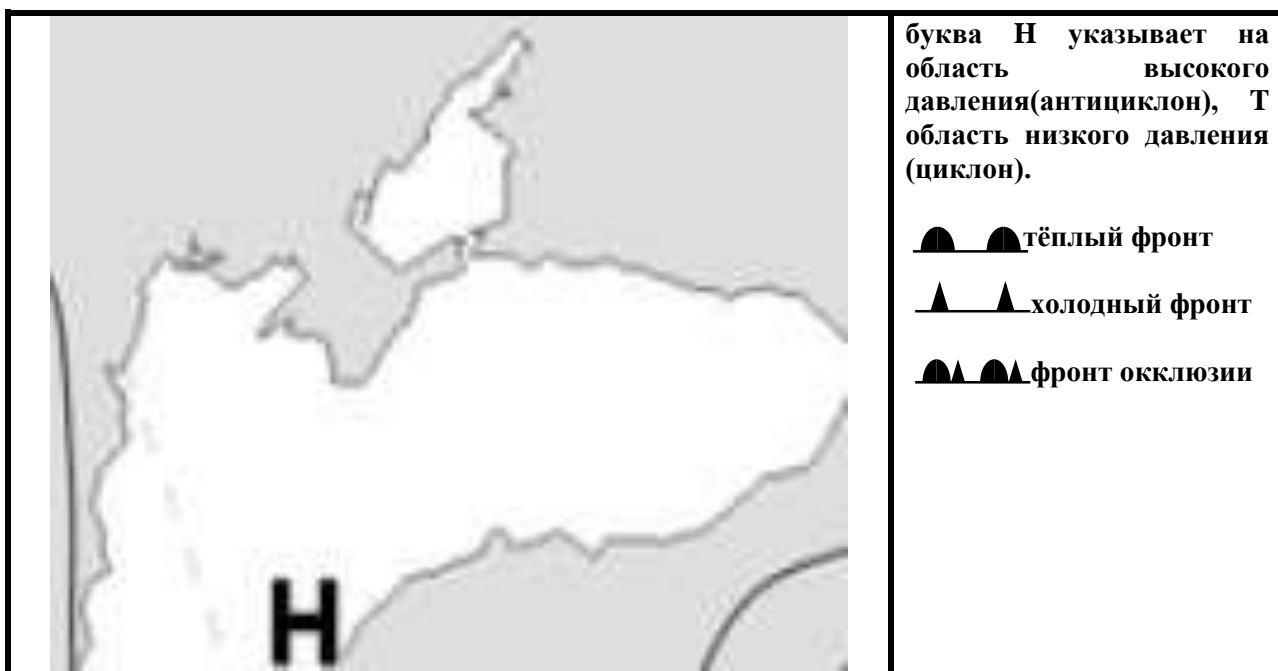 буква Н указывает на
область высокого
давления(антициклон), Т
область низкого давления
(циклон).
тёплый фронт
холодный фронт
фронт окклюзии
H